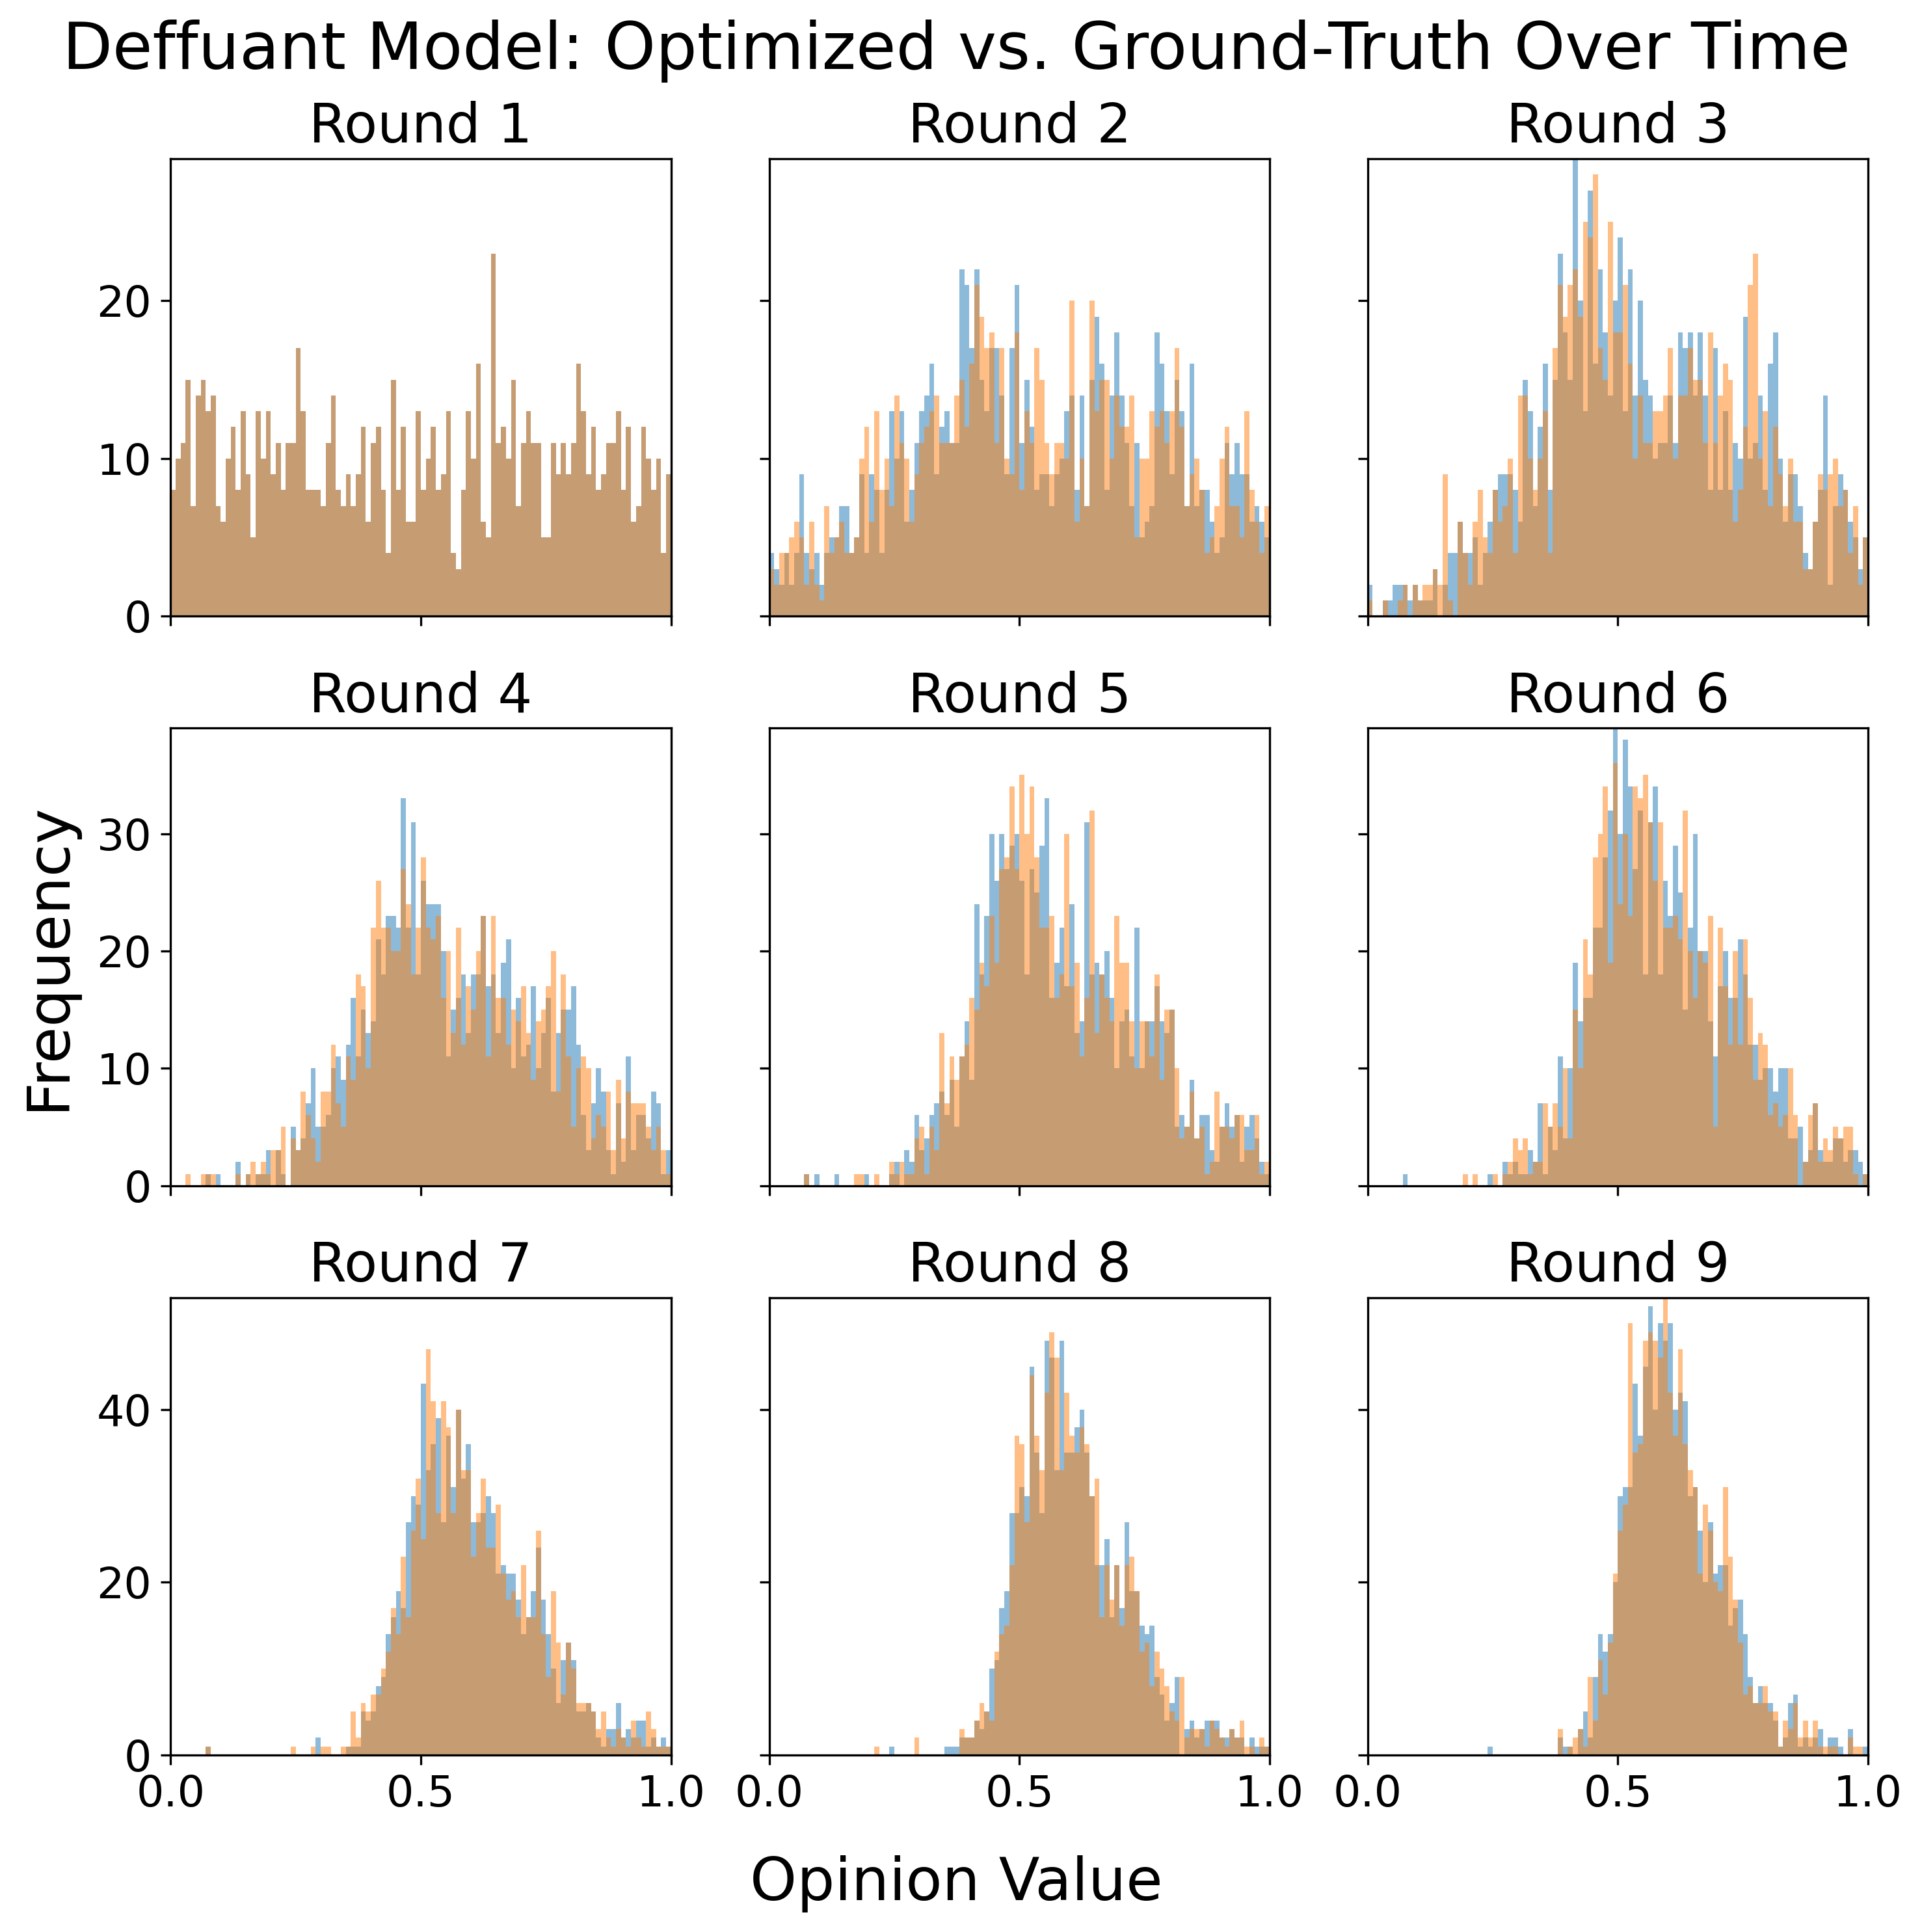 Deffuant Model: Optimized vs. Ground-Truth Over Time
Round 1
Round 2
Round 3
20
10
0
Round 4
Round 5
Round 6
Frequency
30
20
10
0
Round 7
Round 8
Round 9
40
20
0
0.0 0.5 1.0 0.0 0.5 1.0 0.0 0.5 1.0
Opinion Value